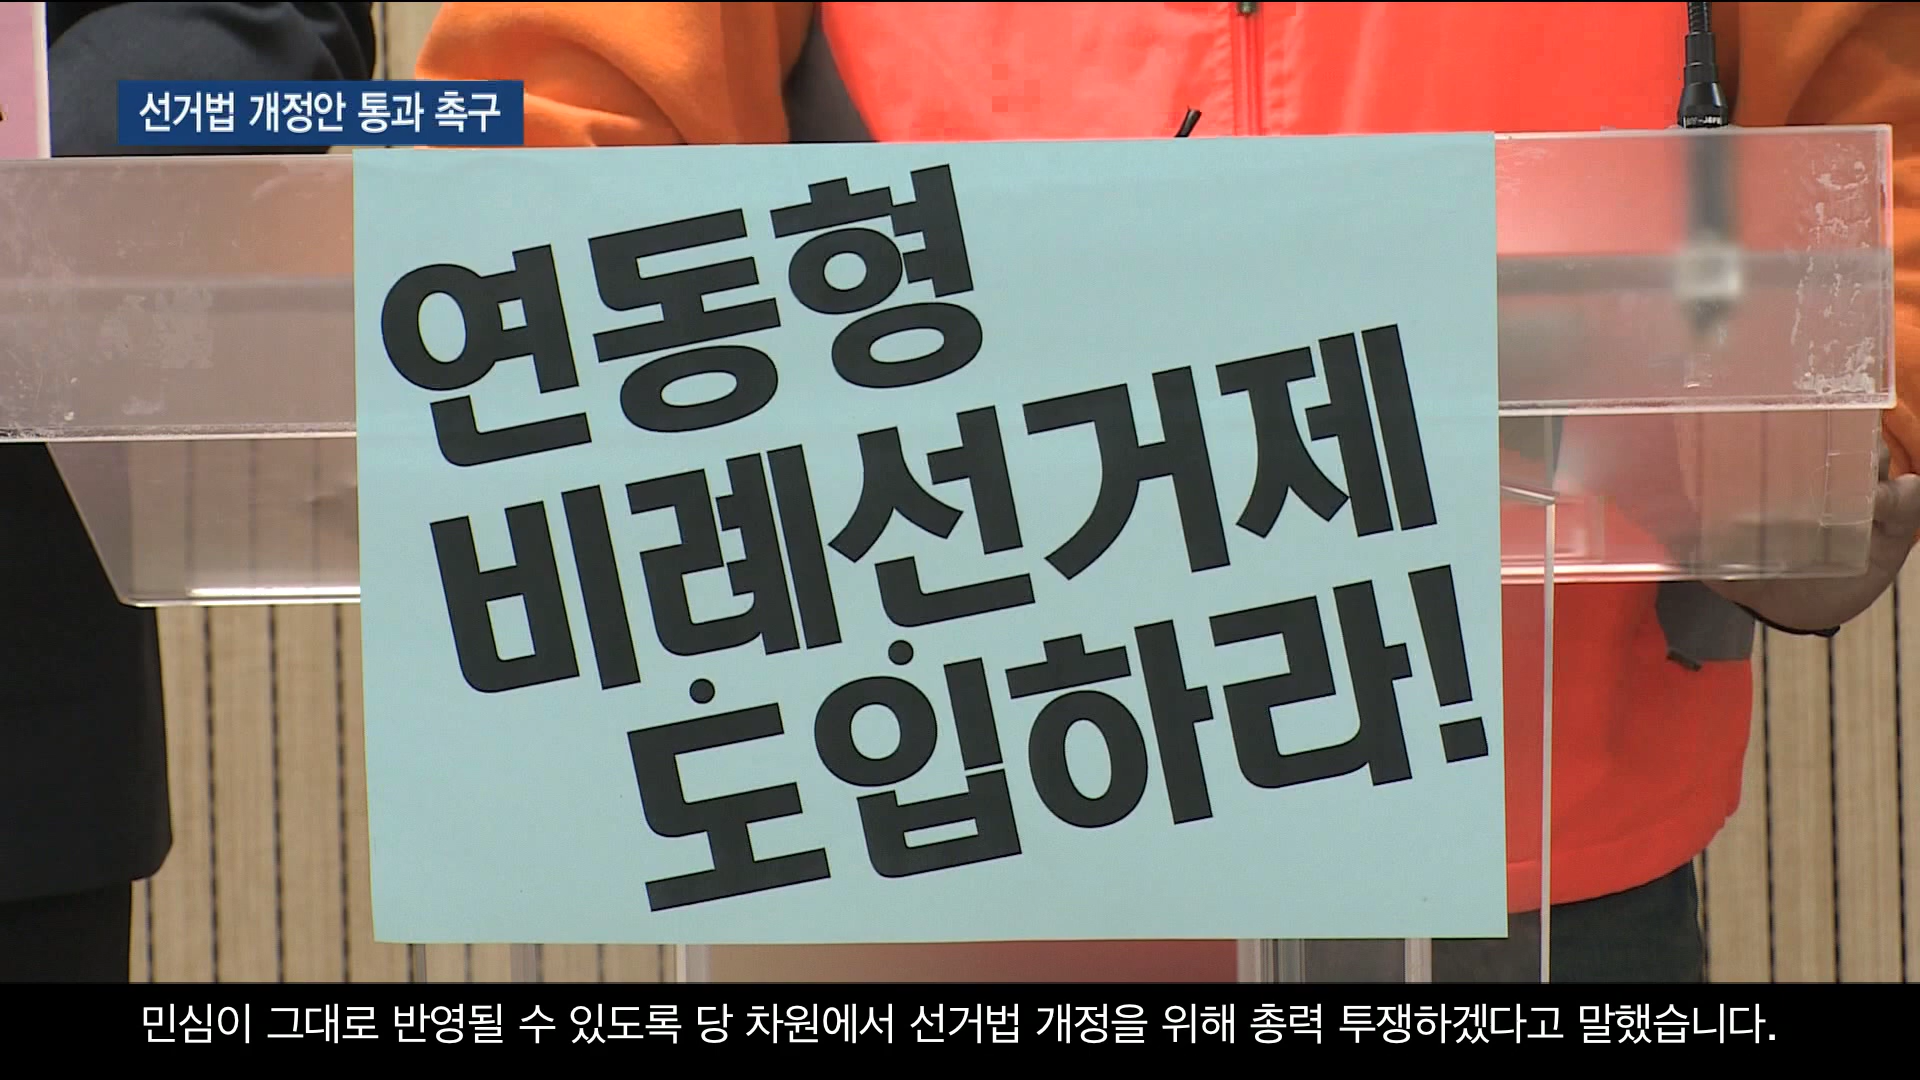 선거법 개정안 통과 촉구
연동형
비례선거제
도입하라!
민심이 그대로 반영될 수 있도록 당 차원에서 선거법 개정을 위해 총력 투쟁하겠다고 말했습니다.